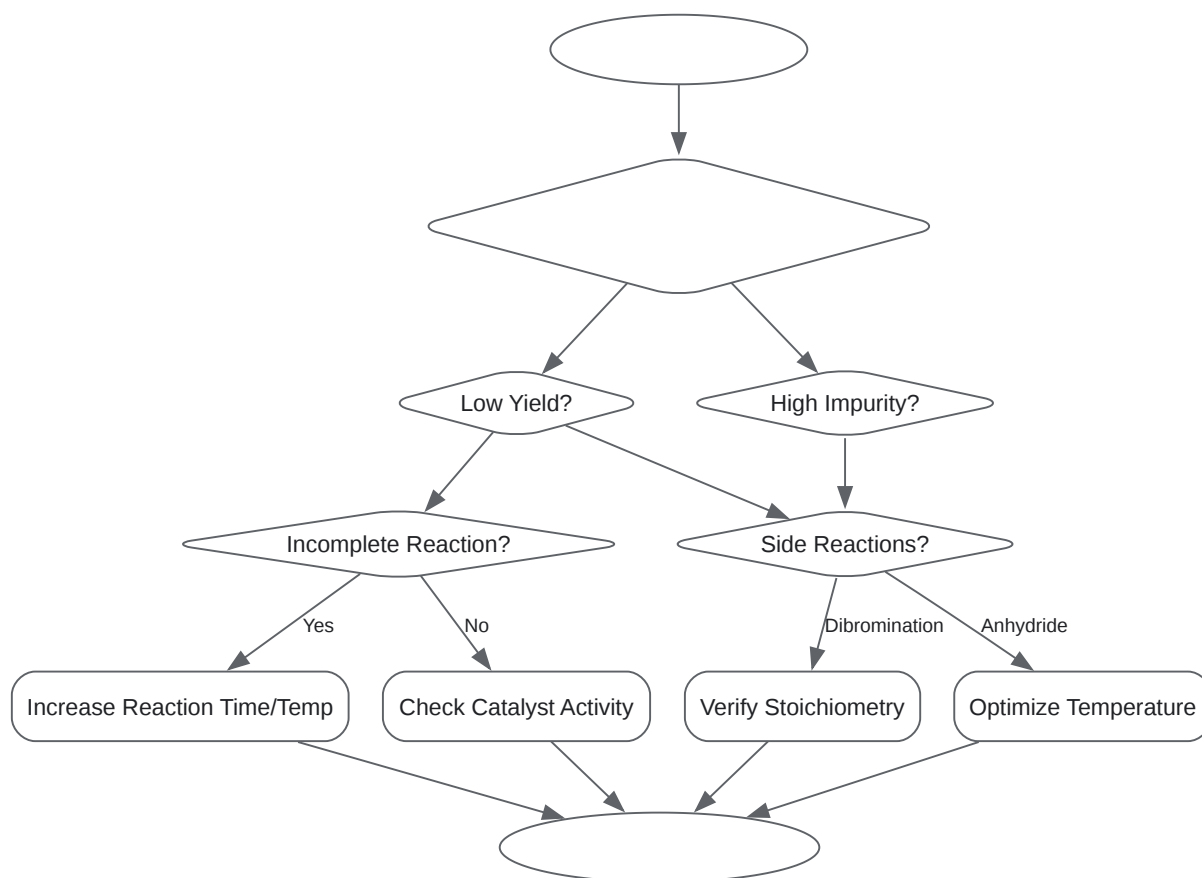 Low Yield?
High Impurity?
Incomplete Reaction?
Side Reactions?
Yes
No
Dibromination
Anhydride
Increase Reaction Time/Temp
Check Catalyst Activity
Verify Stoichiometry
Optimize Temperature